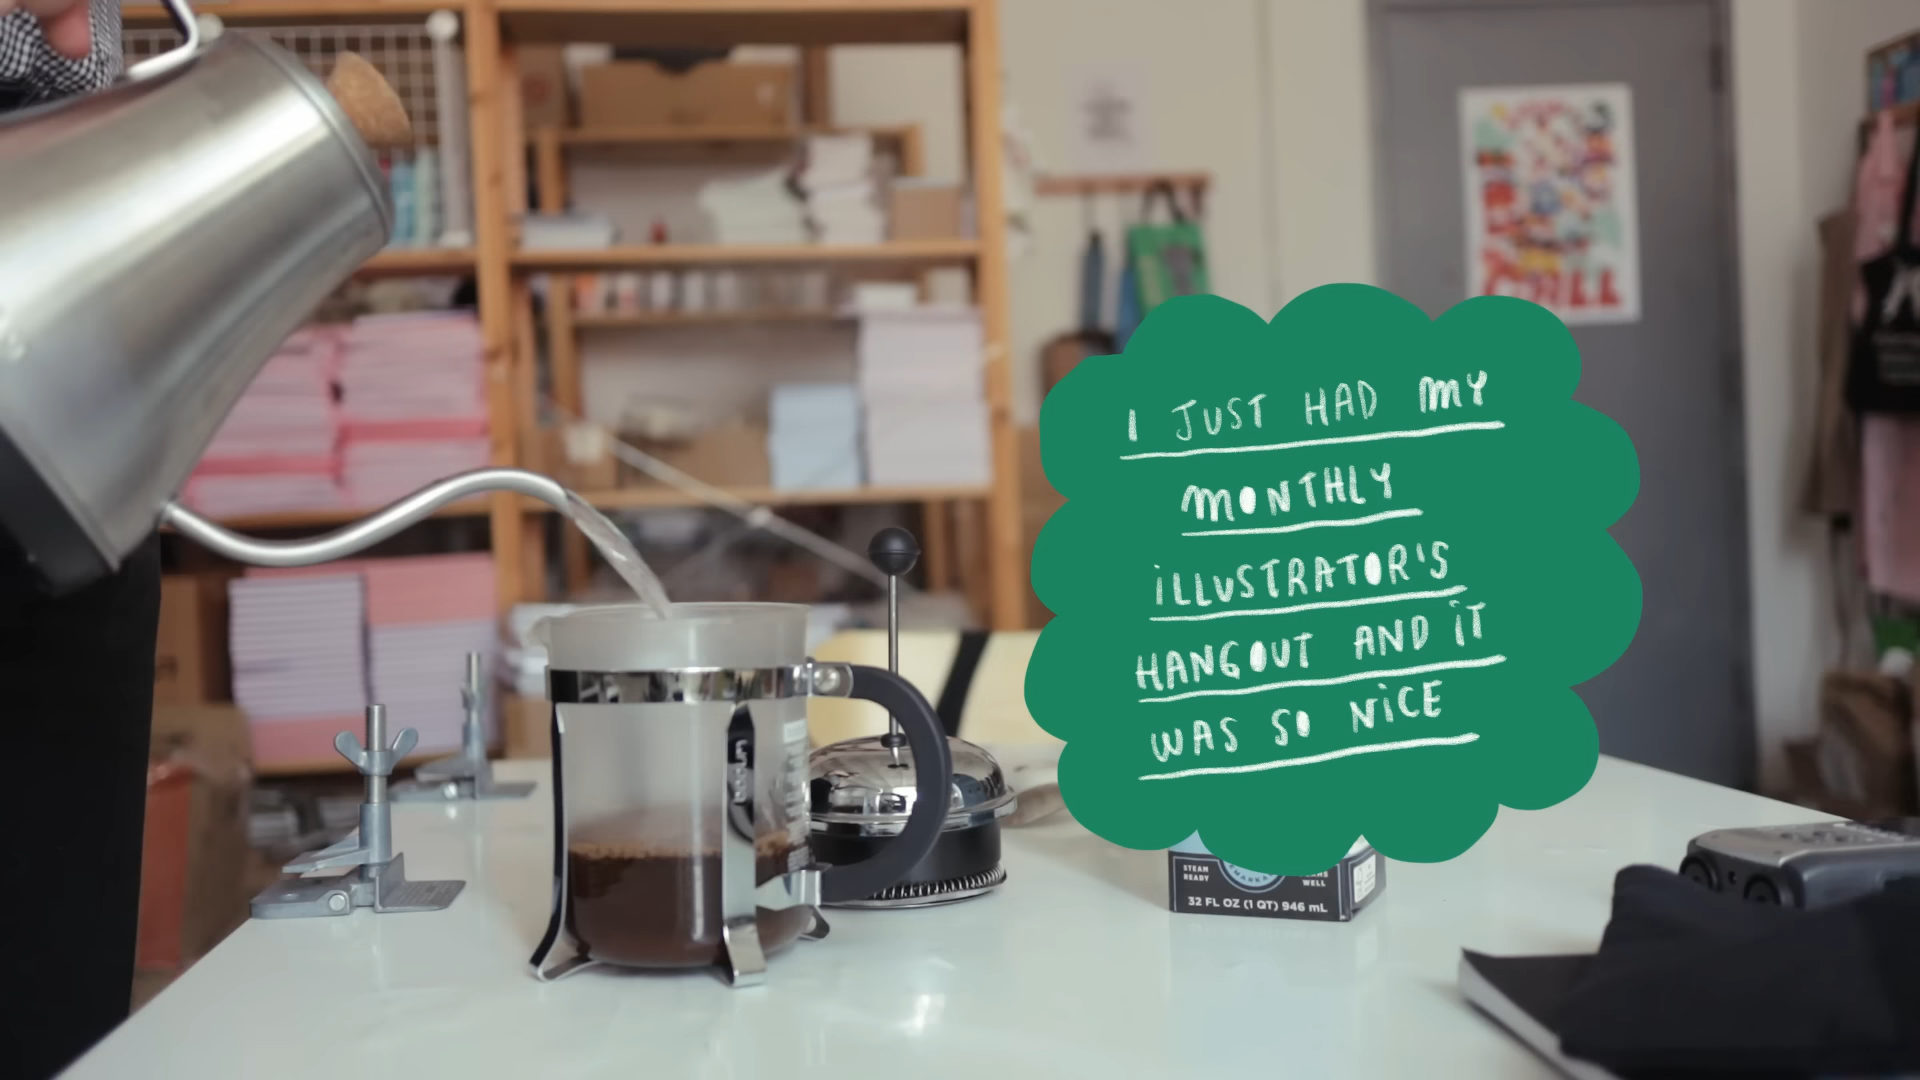 I JUST HAD MY
MONTHLY
iLLUSTRATOR'S
HANGOUT AND iT
WAS SO NiCE
STEAM
READY
WELL
32 FL OZ (1 QT) 946 mL